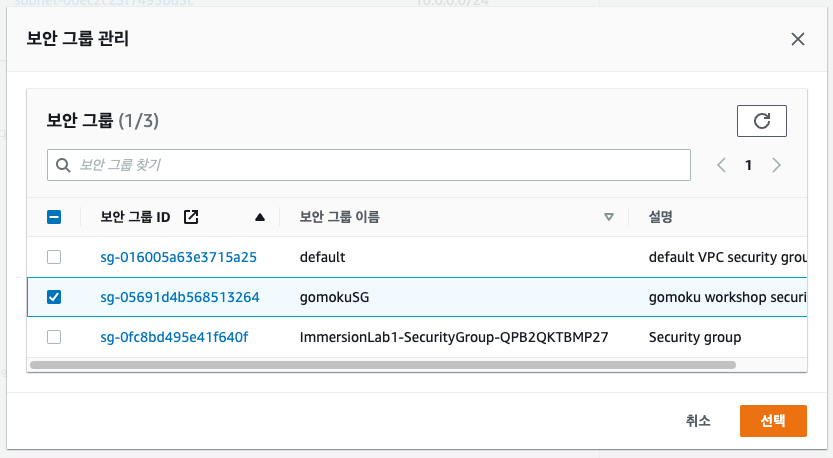 10.0.0.0/24
보안 그룹 관리
보안 그룹 (1/3)
보안 그룹 찾기
1
보안 그룹 ID 보안 그룹 이름 설명
sg-016005a63e3715a25 default default VPC security grou
sg-05691d4b568513264 gomokuSG gomoku workshop securi
sg-0fc8bd495e41f640f ImmersionLab1-SecurityGroup-QPB2QKTBMP27 Security group
취소 선택